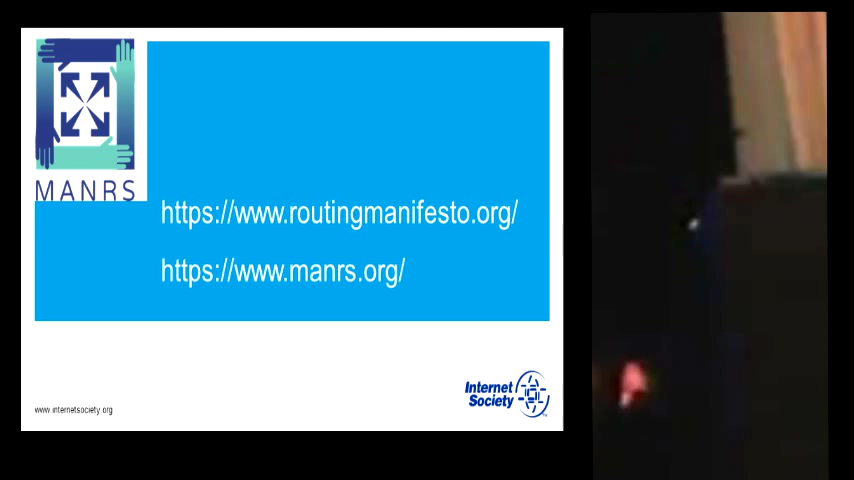 MANRS
https://www.routingmanifesto.org/
https://www.manrs.org/
Internet
Society
www.internetsociety.org